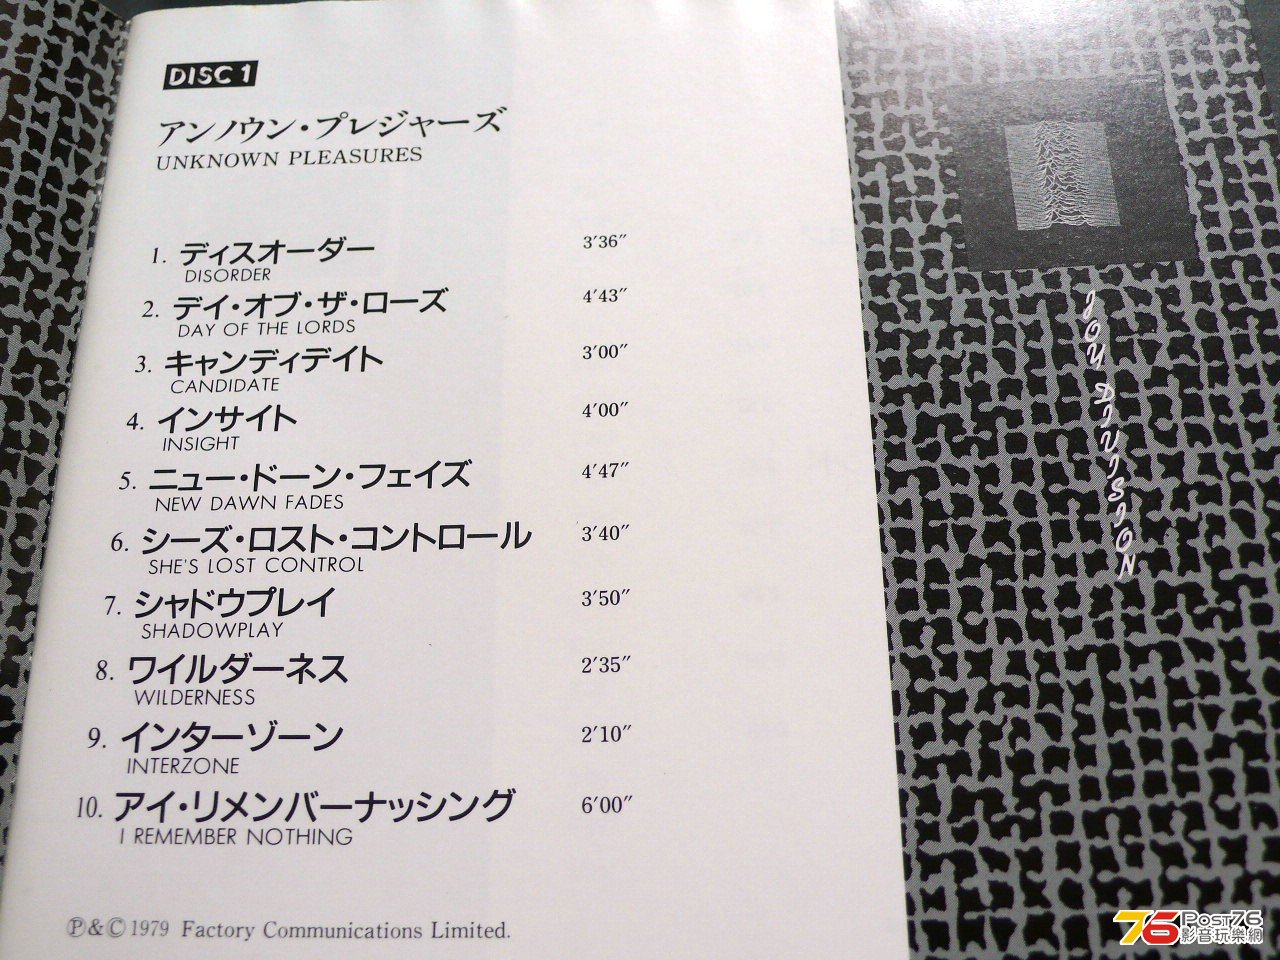 DISC 1
アンノウン・プレジャーズ
UNKNOWN PLEASURES
1. ディスオーダー 3'36"
DISORDER
2. デイ・オブ・ザ・ローズ 4'43"
DAY OF THE LORDS
3. キャンディデイト 3'00"
CANDIDATE
4. インサイト 4'00"
INSIGHT
5. ニュー・ドーン・フェイズ 4'47"
NEW DAWN FADES
6. シーズ・ロスト・コントロール 3'40"
SHE'S LOST CONTROL
7. シャドウプレイ 3'50"
SHADOWPLAY
8. ワイルダーネス 2'35"
WILDERNESS
9. インターゾーン 2'10"
INTERZONE
10. アイ・リメンバーナッシング 6'00"
I REMEMBER NOTHING
Ⓟ&Ⓒ1979 Factory Communications Limited.
JOY DIVISION
76 Post76
影音玩樂網